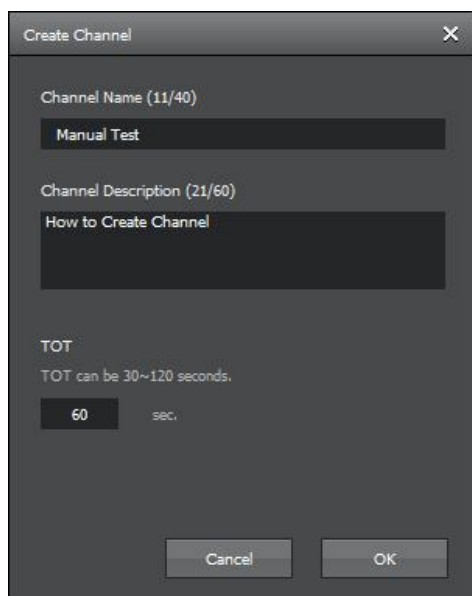 Create Channel
Channel Name (11/40)
Manual Test
Channel Description (21/60)
How to Create Channel
TOT
TOT can be 30~120 seconds.
60 sec.
Cancel OK